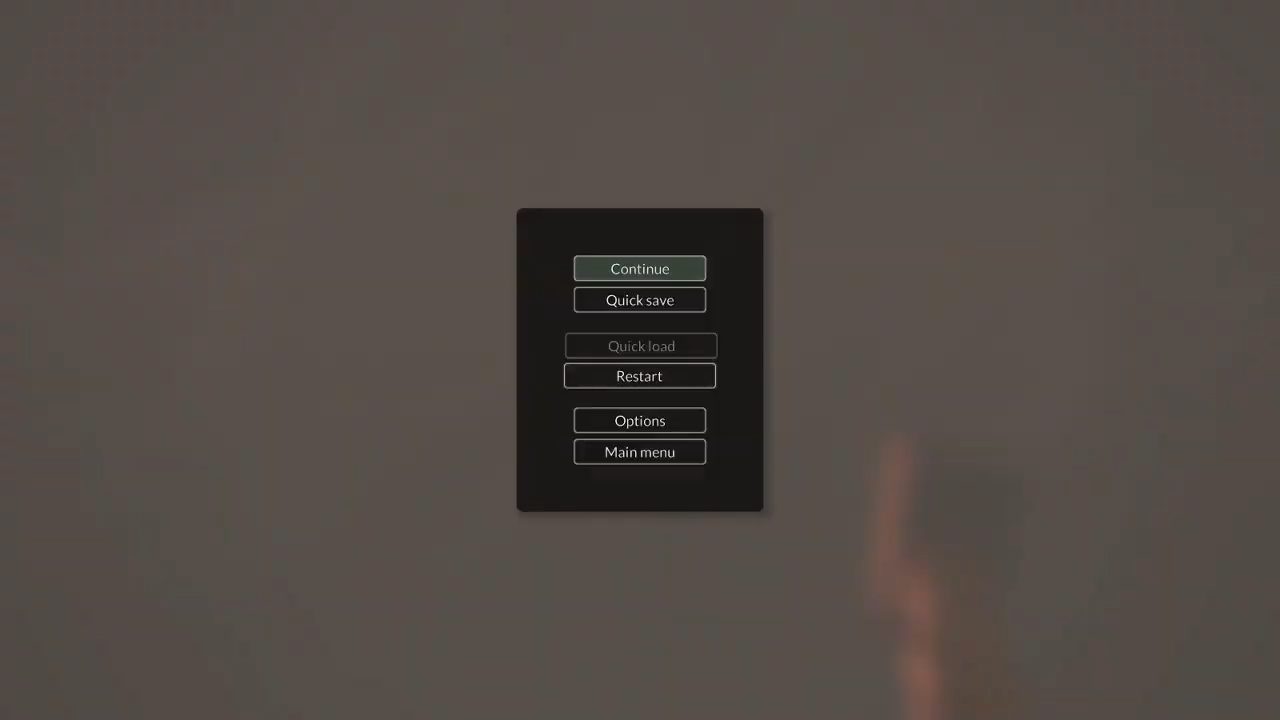 Continue
Quick save
Quick load
Restart
Options
Main menu